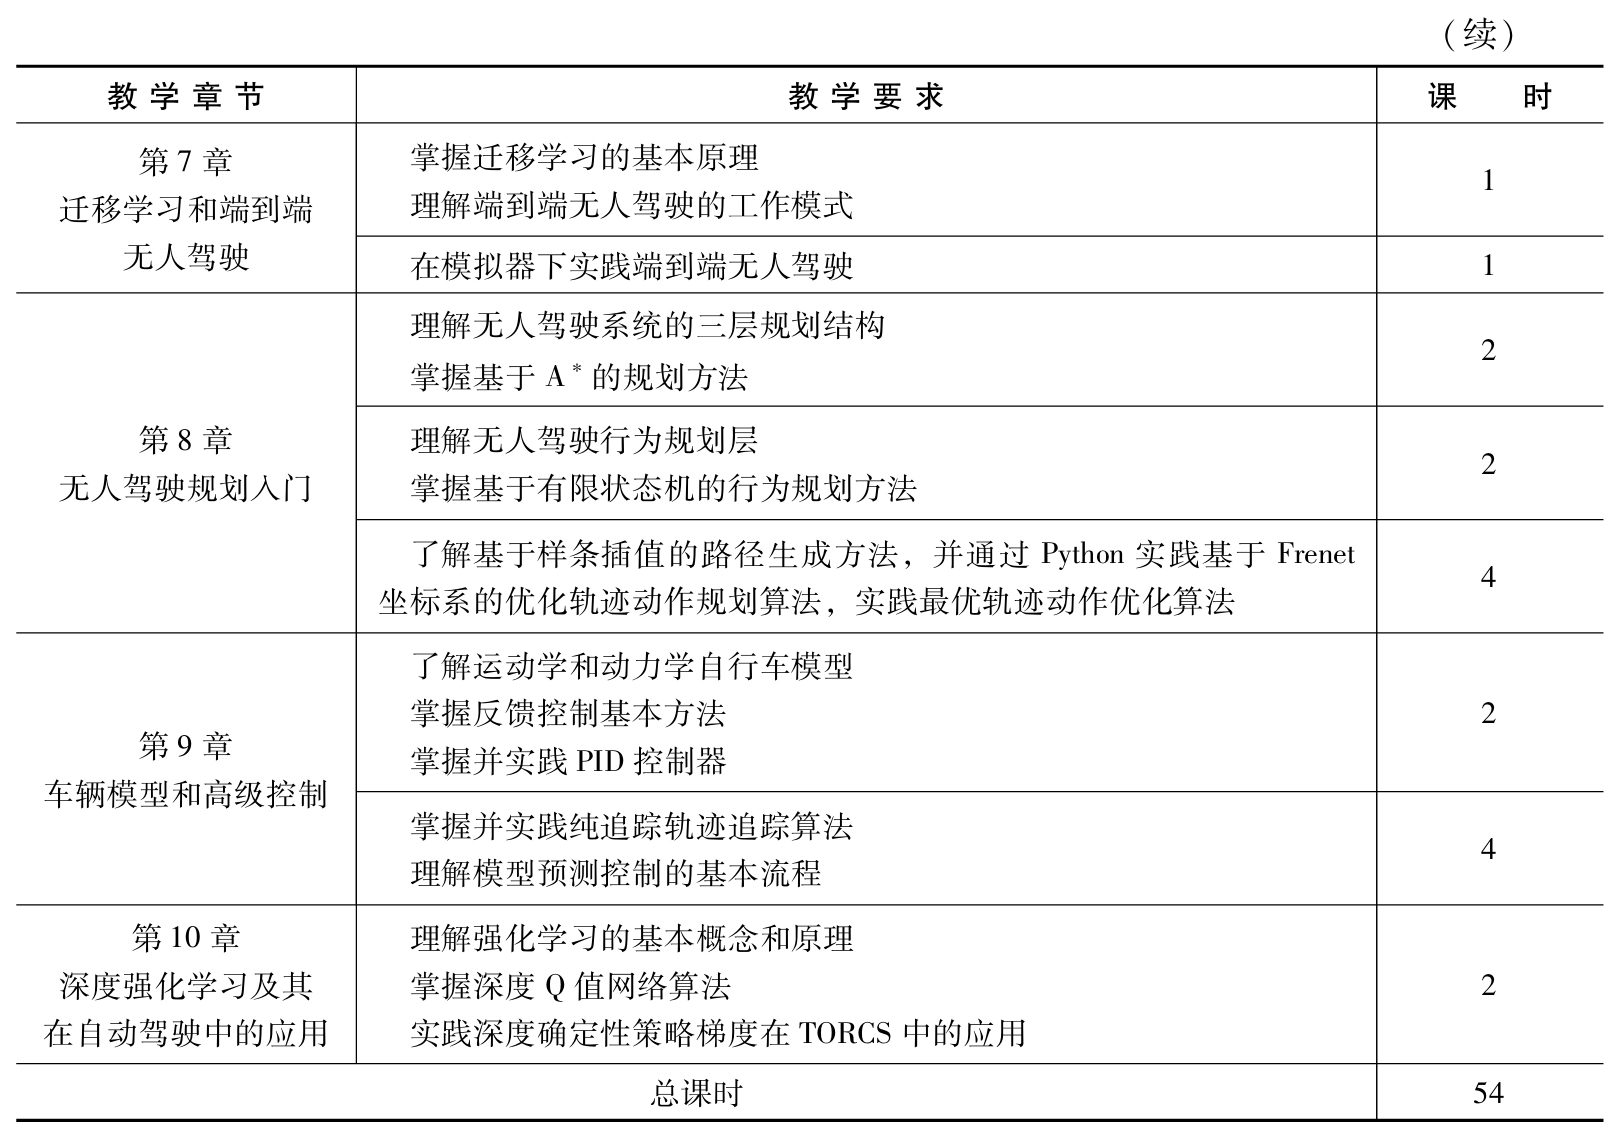 （续）
教学章节 教学要求 课时
第 7 章
迁移学习和端到端
无人驾驶
掌握迁移学习的基本原理
理解端到端无人驾驶的工作模式
1
在模拟器下实践端到端无人驾驶
1
第 8 章
无人驾驶规划入门
理解无人驾驶系统的三层规划结构
掌握基于 A* 的规划方法
2
理解无人驾驶行为规划层
掌握基于有限状态机的行为规划方法
2
了解基于样条插值的路径生成方法，并通过 Python 实践基于 Frenet
坐标系的优化轨迹动作规划算法，实践最优轨迹动作优化算法
4
第 9 章
车辆模型和高级控制
了解运动学和动力学自行车模型
掌握反馈控制基本方法
掌握并实践 PID 控制器
2
掌握并实践纯追踪轨迹追踪算法
理解模型预测控制的基本流程
4
第 10 章
深度强化学习及其
在自动驾驶中的应用
理解强化学习的基本概念和原理
掌握深度 Q 值网络算法
实践深度确定性策略梯度在 TORCS 中的应用
2
总课时 54